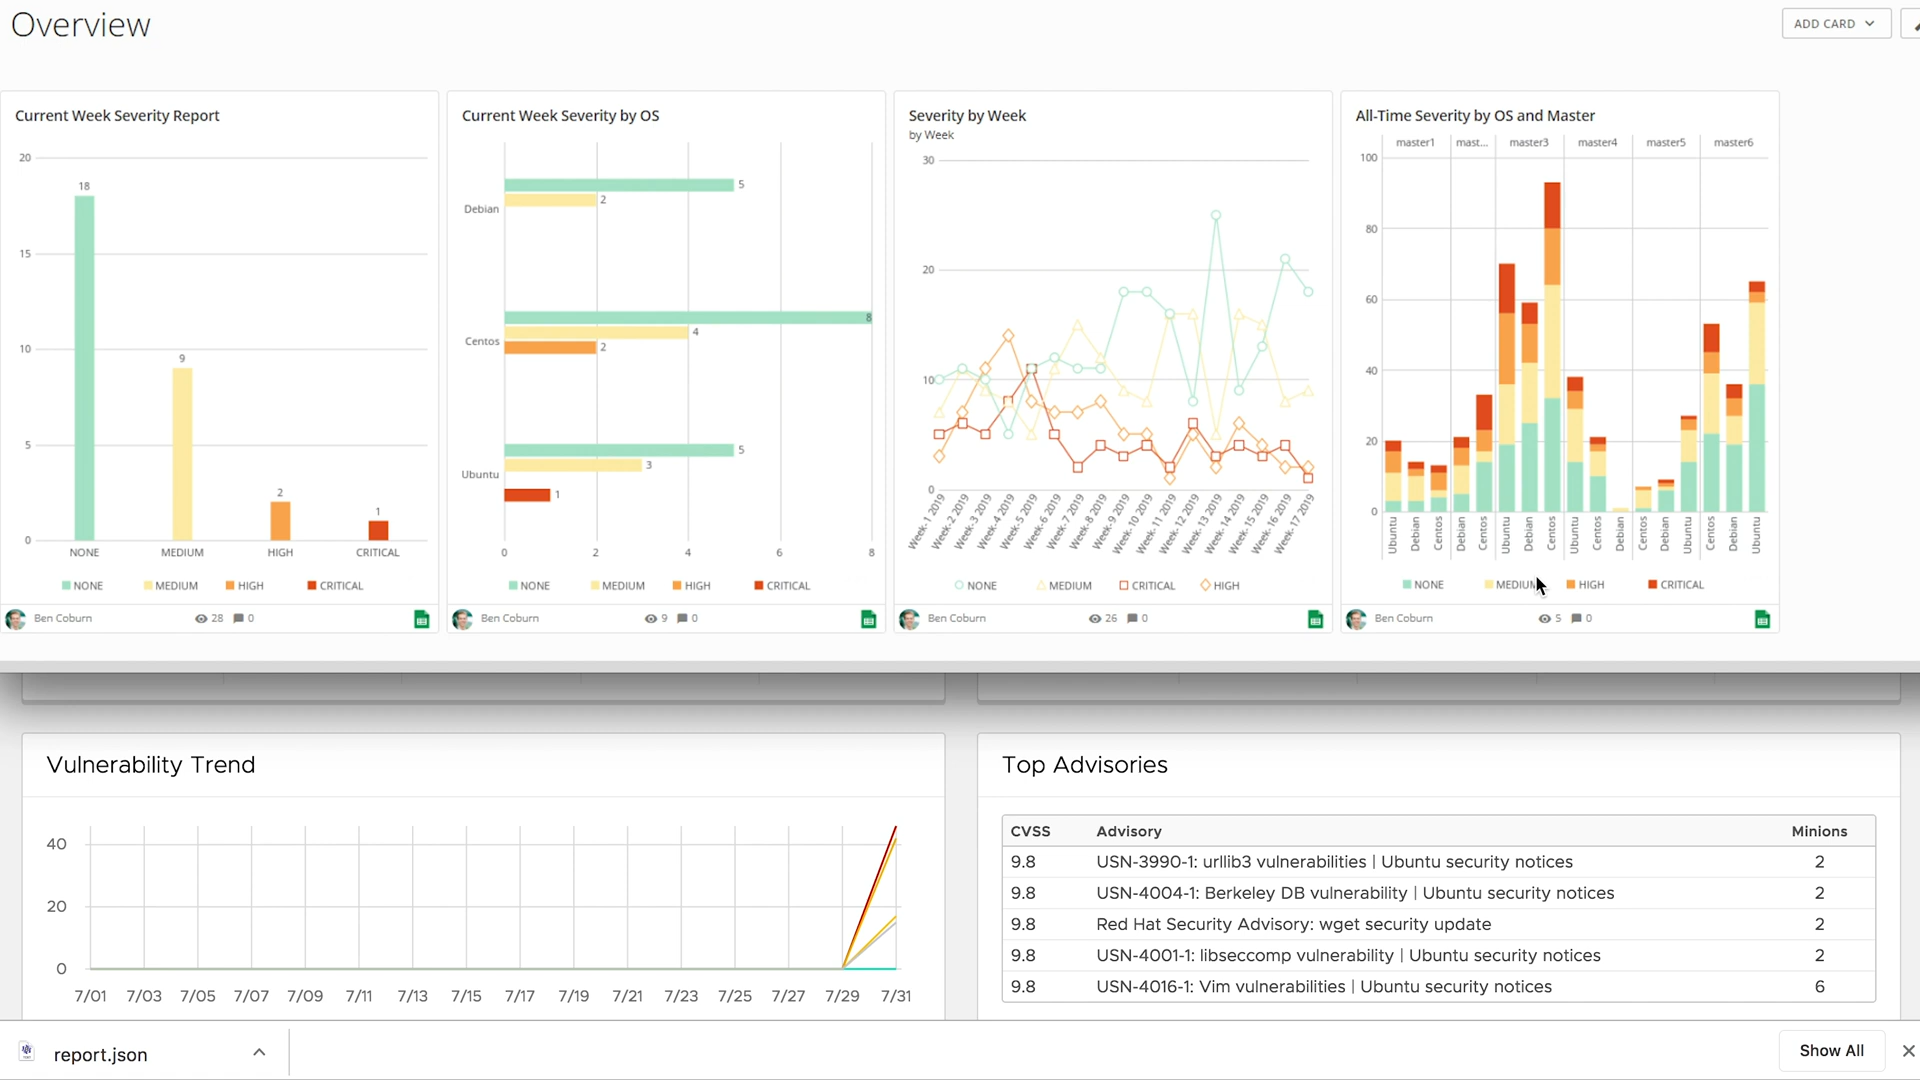 Overview
ADD CARD
Current Week Severity Report
20
15
10
5
0
18
9
2
1
NONE MEDIUM HIGH CRITICAL
NONE MEDIUM HIGH CRITICAL
Ben Coburn 28 0
Current Week Severity by OS
Debian
5
2
Centos
8
4
2
Ubuntu
5
3
1
0 2 4 6 8
NONE MEDIUM HIGH CRITICAL
Ben Coburn 9 0
Severity by Week
by Week
30
20
10
0
Week-1 2019 Week-2 2019 Week-3 2019 Week-4 2019 Week-5 2019 Week-6 2019 Week-7 2019 Week-8 2019 Week-9 2019 Week-10 2019 Week-11 2019 Week-12 2019 Week-13 2019 Week-14 2019 Week-15 2019 Week-16 2019 Week-17 2019
NONE MEDIUM CRITICAL HIGH
Ben Coburn 26 0
All-Time Severity by OS and Master
master1 mast... master3 master4 master5 master6
100
80
60
40
20
0
Ubuntu Debian Centos Debian Centos Ubuntu Debian Centos Ubuntu Centos Debian Centos Debian Ubuntu Centos Debian Ubuntu
NONE MEDIUM HIGH CRITICAL
Ben Coburn 5 0
Vulnerability Trend
40
20
0
7/01 7/03 7/05 7/07 7/09 7/11 7/13 7/15 7/17 7/19 7/21 7/23 7/25 7/27 7/29 7/31
Top Advisories
CVSS Advisory Minions
9.8 USN-3990-1: urllib3 vulnerabilities | Ubuntu security notices 2
9.8 USN-4004-1: Berkeley DB vulnerability | Ubuntu security notices 2
9.8 Red Hat Security Advisory: wget security update 2
9.8 USN-4001-1: libseccomp vulnerability | Ubuntu security notices 2
9.8 USN-4016-1: Vim vulnerabilities | Ubuntu security notices 6
report.json
Show All